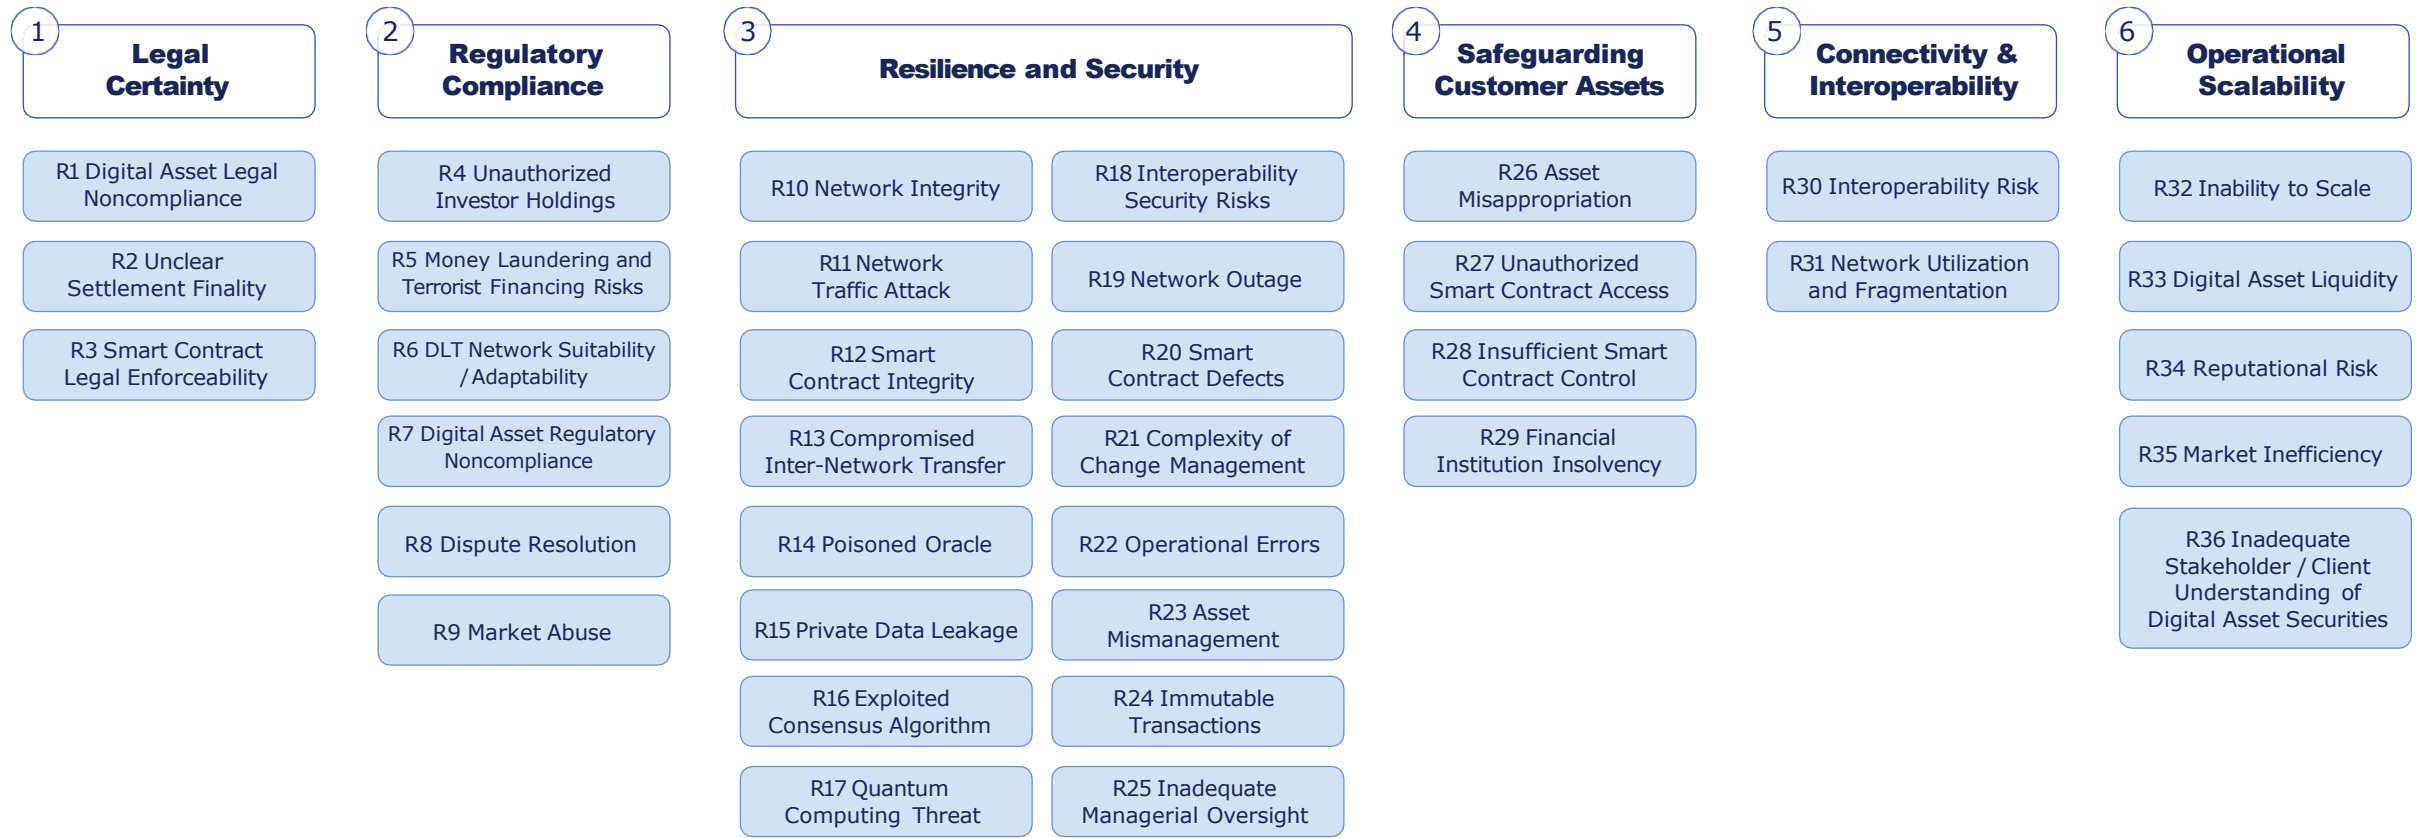 1
Legal
Certainty
R1 Digital Asset Legal
Noncompliance
R2 Unclear
Settlement Finality
R3 Smart Contract
Legal Enforceability
2
Regulatory
Compliance
R4 Unauthorized
Investor Holdings
R5 Money Laundering and
Terrorist Financing Risks
R6 DLT Network Suitability
/ Adaptability
R7 Digital Asset Regulatory
Noncompliance
R8 Dispute Resolution
R9 Market Abuse
3
Resilience and Security
R10 Network Integrity
R11 Network
Traffic Attack
R12 Smart
Contract Integrity
R13 Compromised
Inter-Network Transfer
R14 Poisoned Oracle
R15 Private Data Leakage
R16 Exploited
Consensus Algorithm
R17 Quantum
Computing Threat
R18 Interoperability
Security Risks
R19 Network Outage
R20 Smart
Contract Defects
R21 Complexity of
Change Management
R22 Operational Errors
R23 Asset
Mismanagement
R24 Immutable
Transactions
R25 Inadequate
Managerial Oversight
4
Safeguarding
Customer Assets
R26 Asset
Misappropriation
R27 Unauthorized
Smart Contract Access
R28 Insufficient Smart
Contract Control
R29 Financial
Institution Insolvency
5
Connectivity &
Interoperability
R30 Interoperability Risk
R31 Network Utilization
and Fragmentation
6
Operational
Scalability
R32 Inability to Scale
R33 Digital Asset Liquidity
R34 Reputational Risk
R35 Market Inefficiency
R36 Inadequate
Stakeholder / Client
Understanding of
Digital Asset Securities